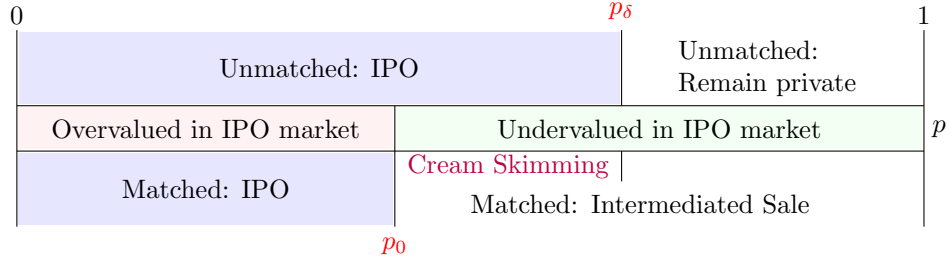 0
p_δ
1
Unmatched: IPO
Unmatched:
Remain private
Overvalued in IPO market
Undervalued in IPO market
p
Cream Skimming
Matched: IPO
Matched: Intermediated Sale
p_0